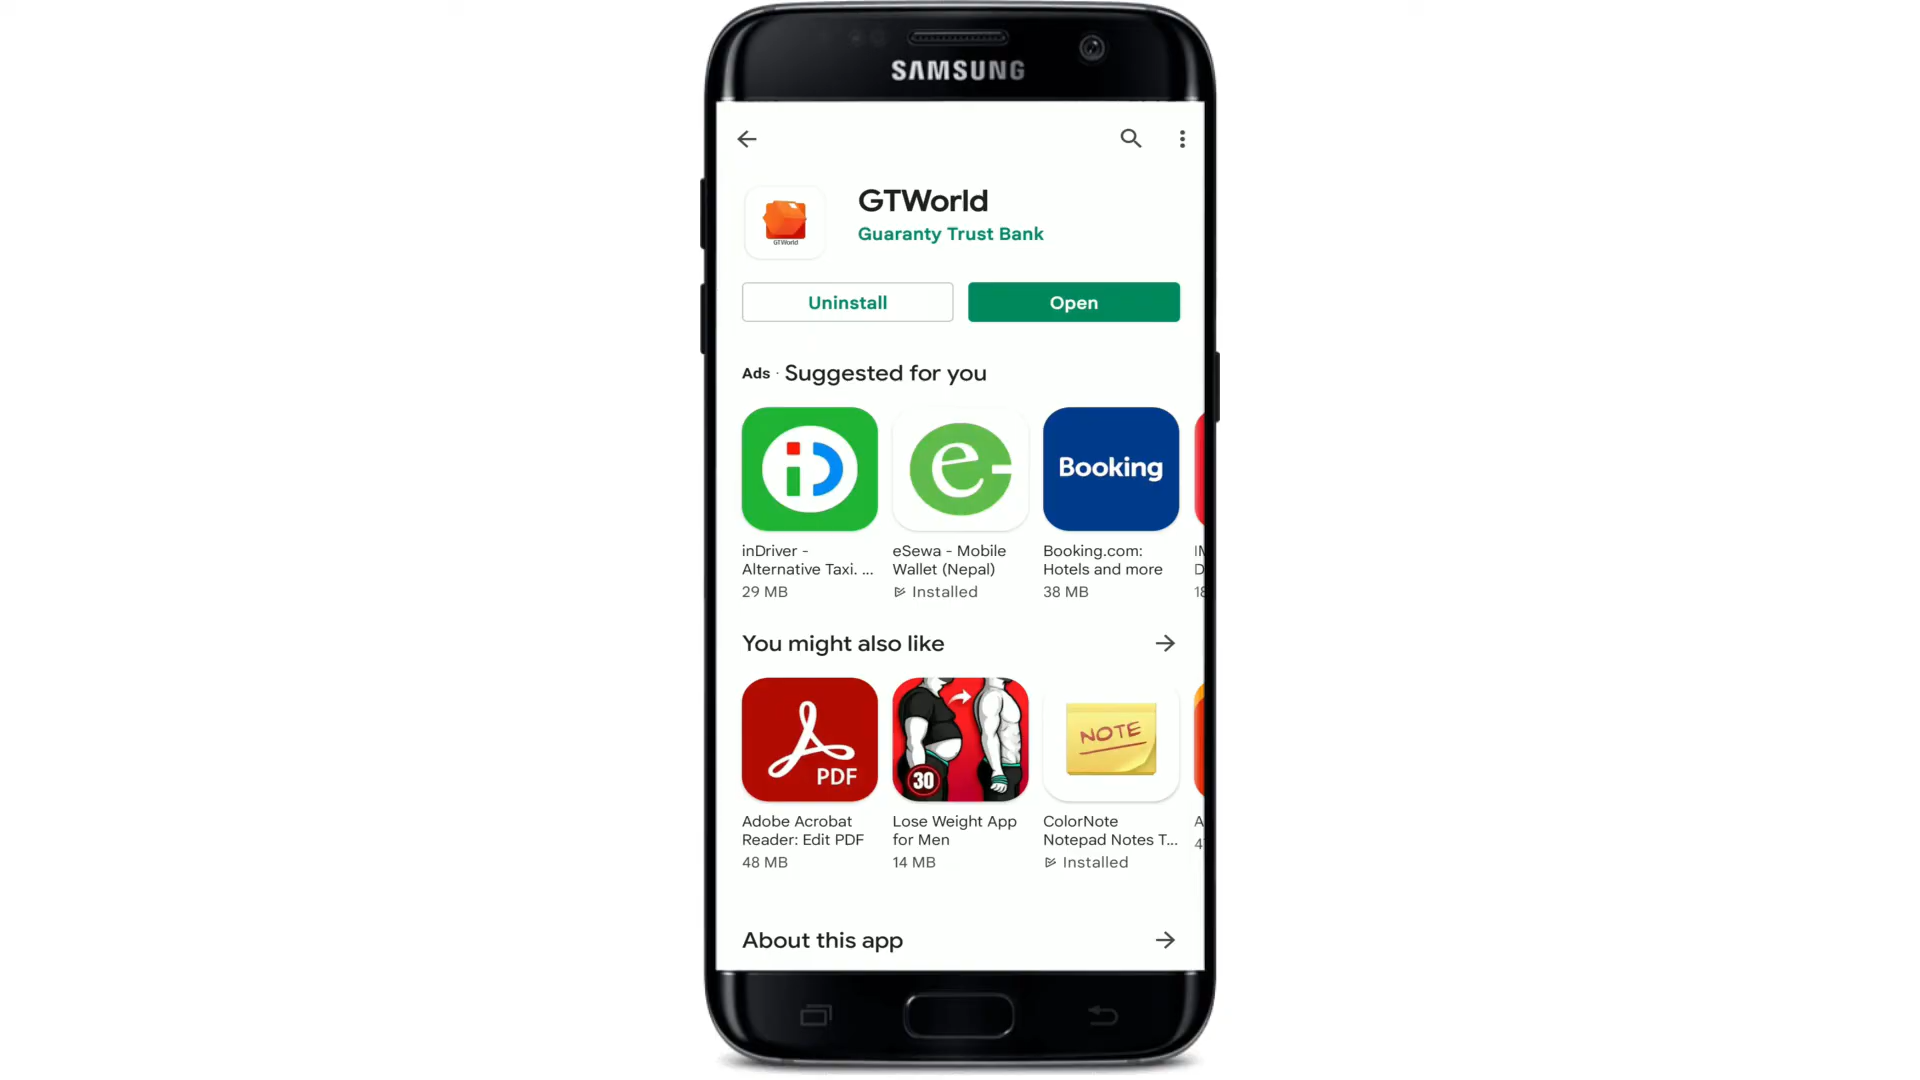 SAMSUNG
GTWorld
GTWorld
Guaranty Trust Bank
Uninstall
Open
Ads · Suggested for you
Booking
inDriver -
Alternative Taxi. ...
29 MB
eSewa - Mobile
Wallet (Nepal)
Installed
Booking.com:
Hotels and more
38 MB
You might also like
PDF
30
NOTE
Adobe Acrobat
Reader: Edit PDF
48 MB
Lose Weight App
for Men
14 MB
ColorNote
Notepad Notes T...
Installed
About this app